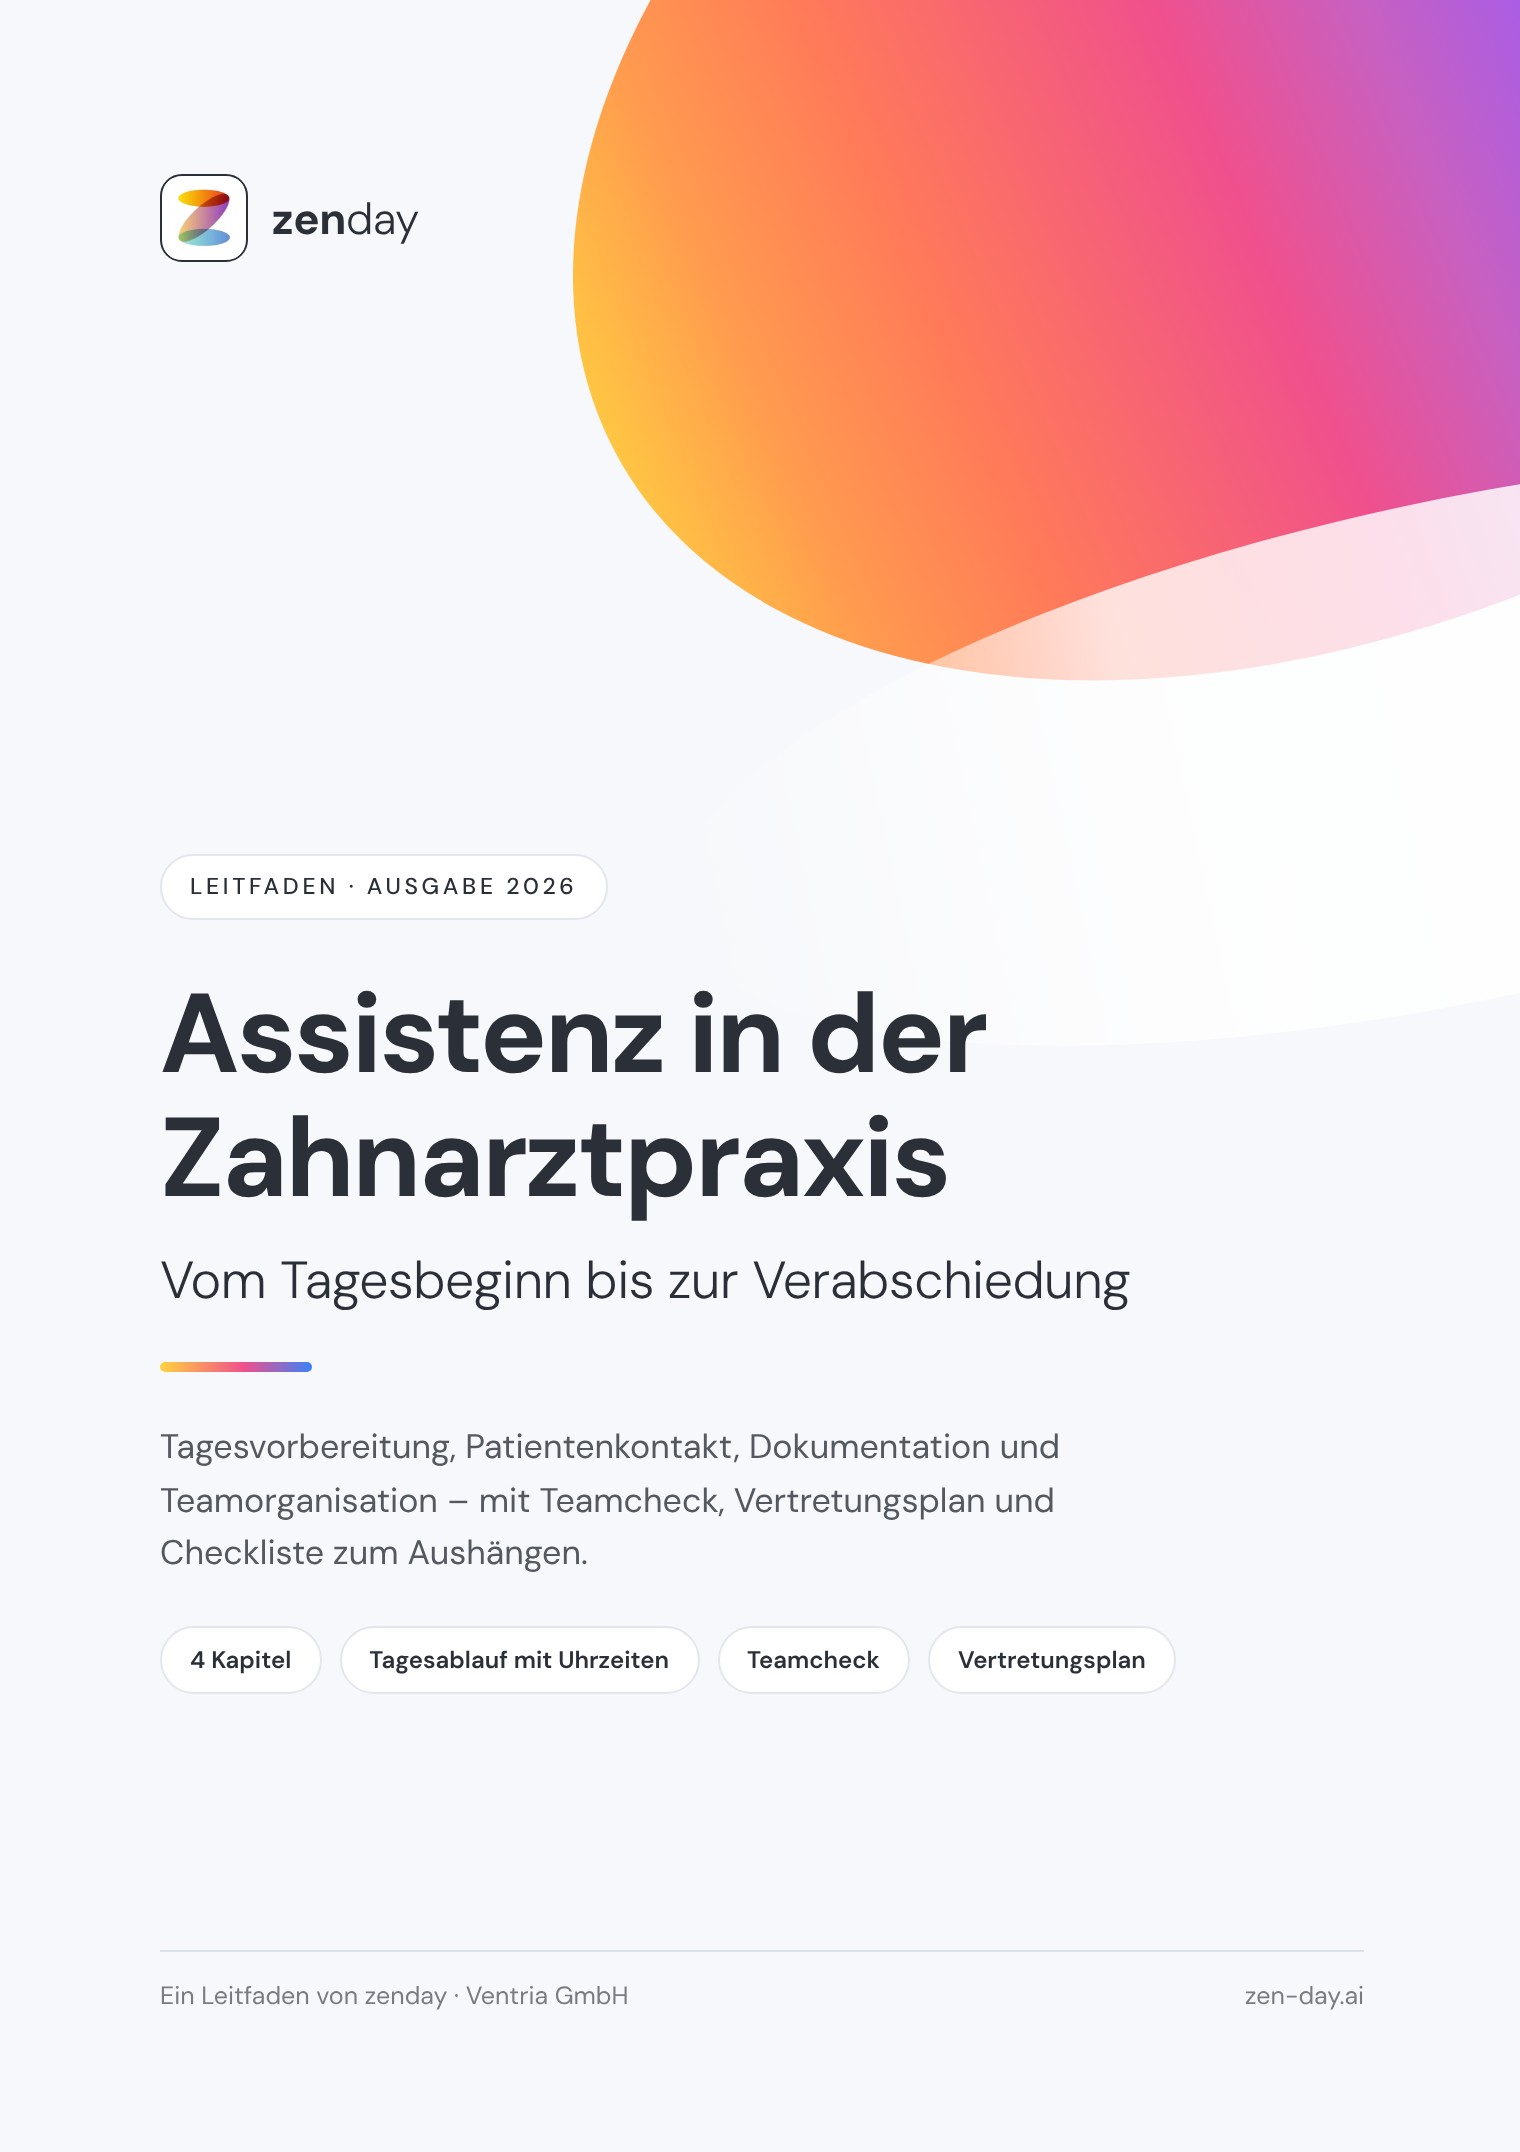 zenday
LEITFADEN · AUSGABE 2026
Assistenz in der
Zahnarztpraxis
Vom Tagesbeginn bis zur Verabschiedung
Tagesvorbereitung, Patientenkontakt, Dokumentation und
Teamorganisation – mit Teamcheck, Vertretungsplan und
Checkliste zum Aushängen.
4 Kapitel
Tagesablauf mit Uhrzeiten
Teamcheck
Vertretungsplan
Ein Leitfaden von zenday · Ventria GmbH
zen-day.ai